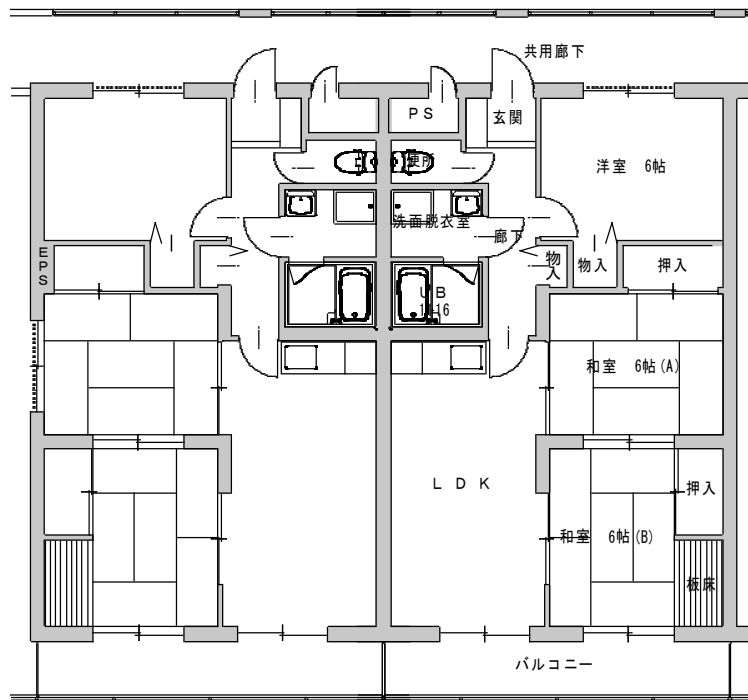 共用廊下
PS
玄関
便所
洋室 6帖
洗面脱衣室
廊下
EPS
物入
物入
押入
UB
1416
和室 6帖(A)
LDK
押入
和室 6帖(B)
板床
バルコニー